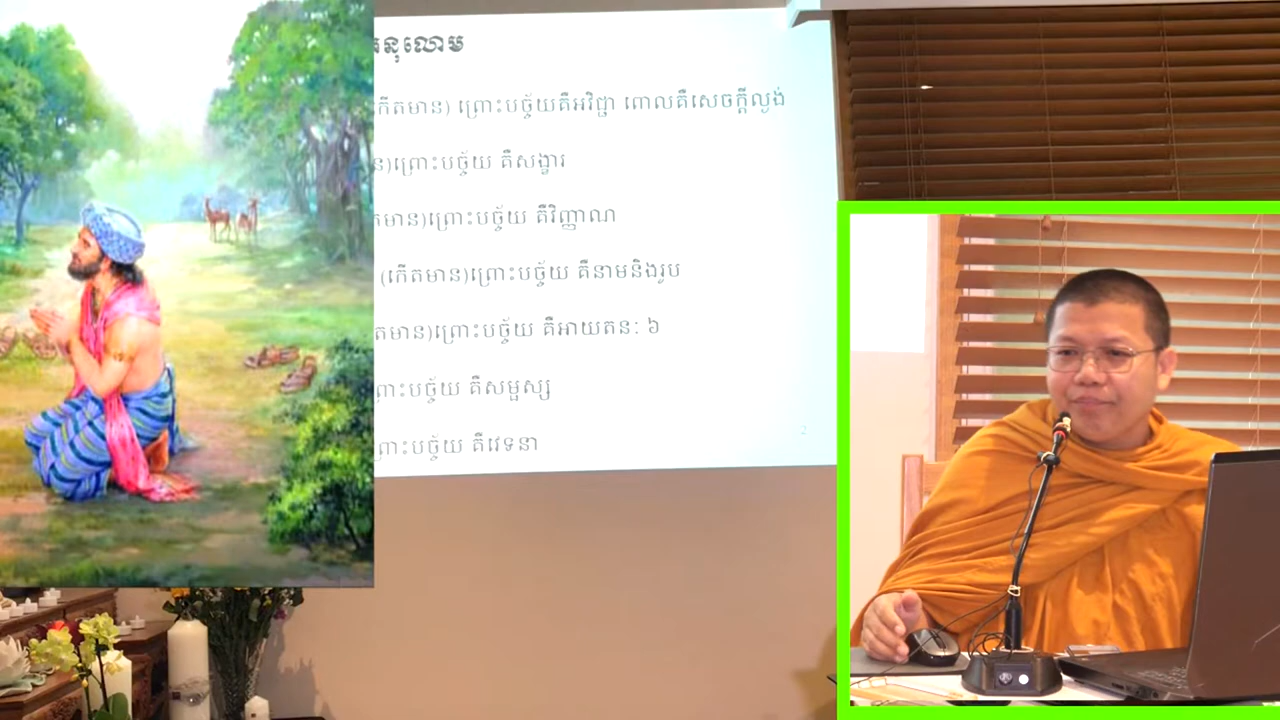 នុលោម
កើតមាន) ព្រោះបច្ច័យគឺអវិជ្ជា ពោលគឺសេចក្តីល្ងង់
ន)ព្រោះបច្ច័យ គឺសង្ខារ
មាន)ព្រោះបច្ច័យ គឺវិញ្ញាណ
(កើតមាន)ព្រោះបច្ច័យ គឺនាមនិងរូប
តមាន)ព្រោះបច្ច័យ គឺអាយតនៈ ៦
ព្រោះបច្ច័យ គឺសម្ផស្ស
ព្រោះបច្ច័យ គឺវេទនា
2